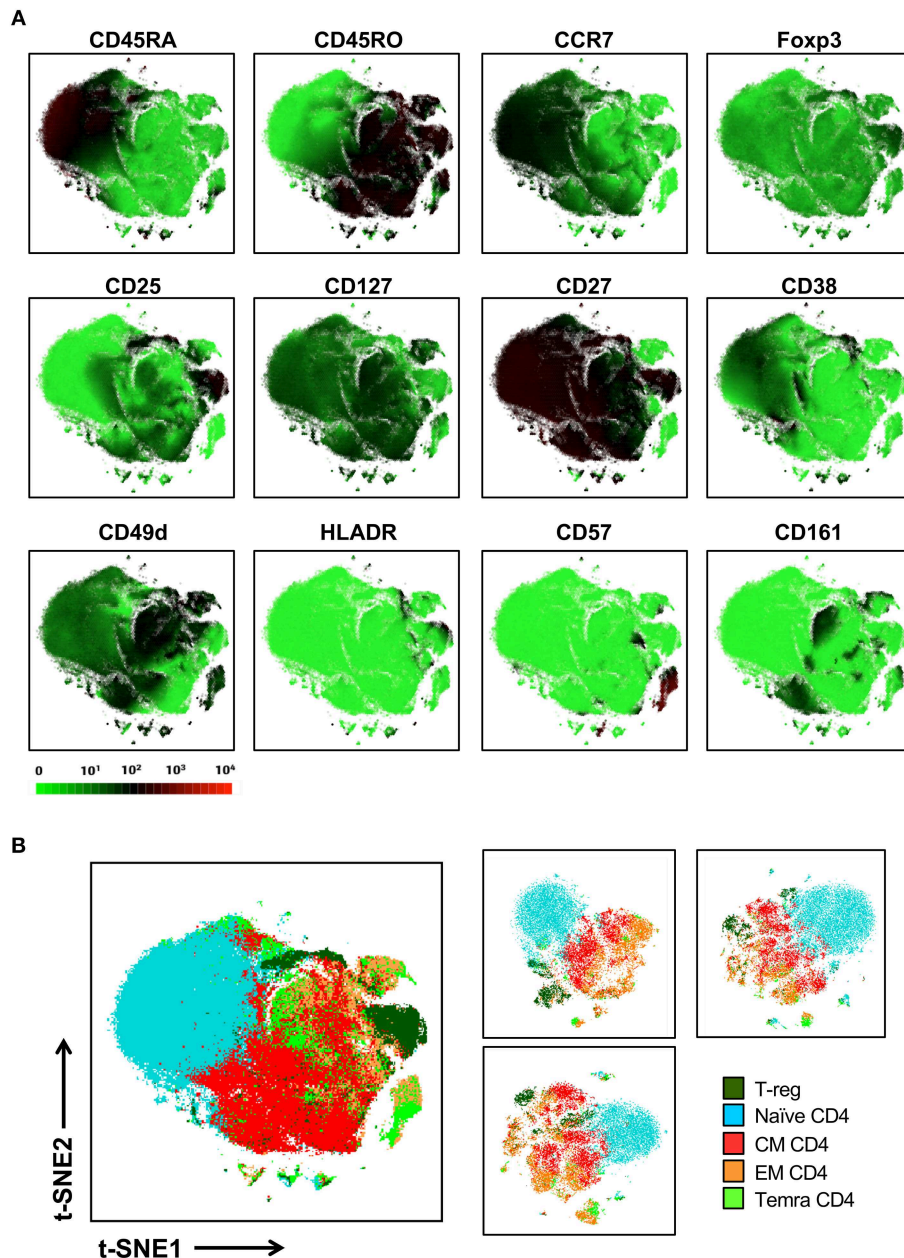 A
CD45RA CD45RO CCR7 Foxp3
CD25 CD127 CD27 CD38
CD49d HLADR CD57 CD161
0 10¹ 10² 10³ 10⁴
B
t-SNE2
t-SNE1
T-reg
Naïve CD4
CM CD4
EM CD4
Temra CD4